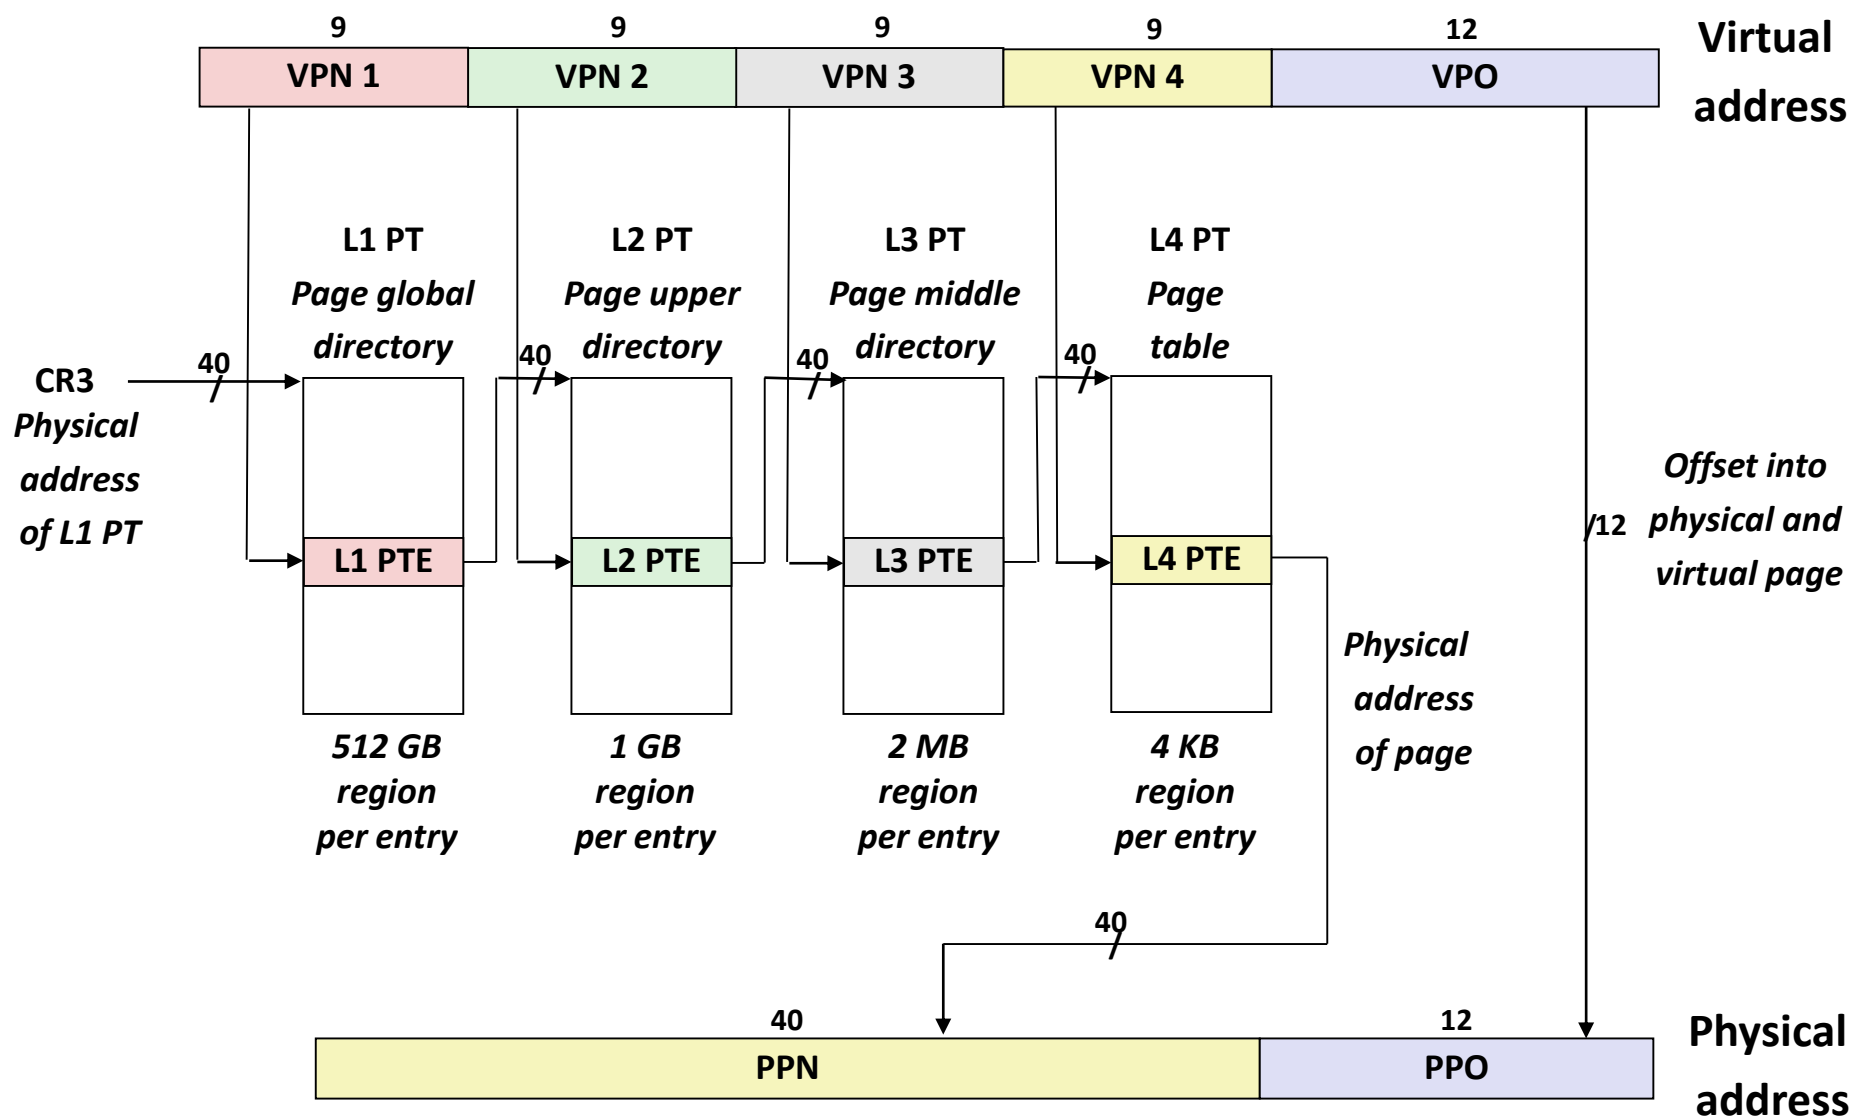 9
9
9
9
12
VPN 1
VPN 2
VPN 3
VPN 4
VPO
Virtual
address
L1 PT
Page global
directory
L2 PT
Page upper
directory
L3 PT
Page middle
directory
L4 PT
Page
table
CR3
Physical
address
of L1 PT
40
40
40
40
L1 PTE
L2 PTE
L3 PTE
L4 PTE
/12
Offset into
physical and
virtual page
512 GB
region
per entry
1 GB
region
per entry
2 MB
region
per entry
4 KB
region
per entry
Physical
address
of page
40
40
12
PPN
PPO
Physical
address